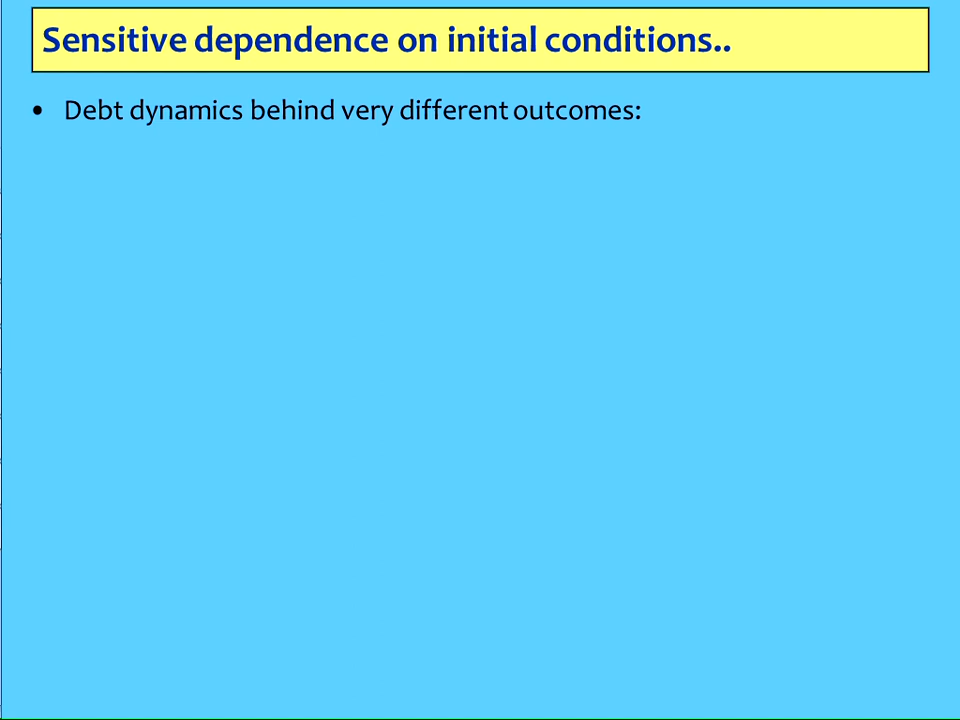 Sensitive dependence on initial conditions..
• Debt dynamics behind very different outcomes: